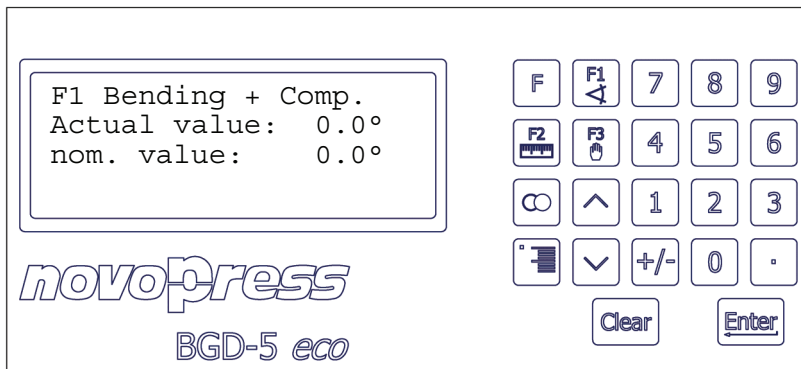 F1 Bending + Comp.
Actual value: 0.0°
nom. value: 0.0°
novopress
BGD-5 eco
F F1 7 8 9
F2 F3 4 5 6
1 2 3
+/- 0 .
Clear Enter